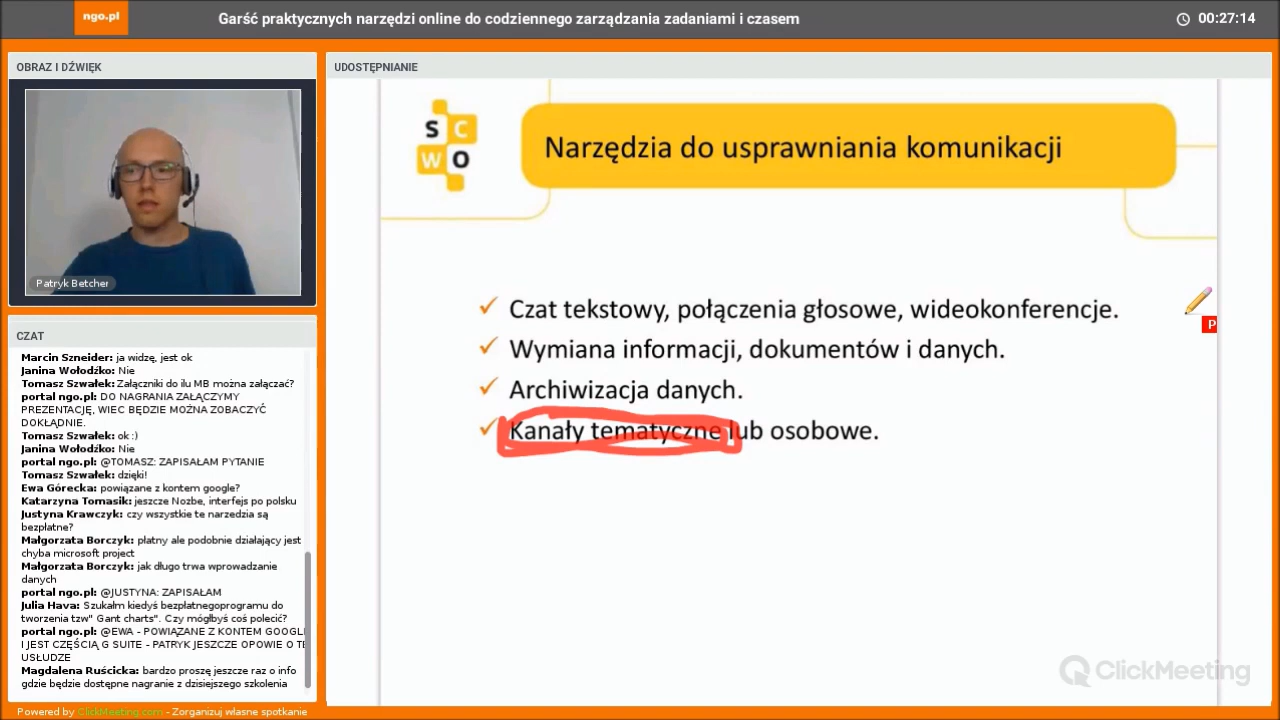 ngo.pl
Garść praktycznych narzędzi online do codziennego zarządzania zadaniami i czasem
00:27:14
OBRAZ I DŹWIĘK
Patryk Betcher
CZAT
Marcin Szneider: ja widzę, jest ok
Janina Wołodźko: Nie
Tomasz Szwałek: Załączniki do ilu MB można załączać?
portal ngo.pl: DO NAGRANIA ZAŁĄCZYMY
PREZENTACJĘ, WIEC BĘDZIE MOŻNA ZOBACZYĆ
DOKŁĄDNIE.
Tomasz Szwałek: ok :)
Janina Wołodźko: Nie
portal ngo.pl: @TOMASZ: ZAPISAŁAM PYTANIE
Tomasz Szwałek: dzięki!
Ewa Górecka: powiązane z kontem google?
Katarzyna Tomasik: jeszcze Nozbe, interfejs po polsku
Justyna Krawczyk: czy wszystkie te narzedzia są
bezpłatne?
Małgorzata Borczyk: płatny ale podobnie działający jest
chyba microsoft project
Małgorzata Borczyk: jak długo trwa wprowadzanie
danych
portal ngo.pl: @JUSTYNA: ZAPISAŁAM
Julia Hava: Szukałm kiedyś bezpłatnegoprogramu do
tworzenia tzw" Gant charts". Czy mógłbyś coś polecić?
portal ngo.pl: @EWA - POWIĄZANE Z KONTEM GOOGL
I JEST CZĘŚCIĄ G SUITE - PATRYK JESZCZE OPOWIE O TE
USŁUDZE
Magdalena Ruścicka: bardzo proszę jeszcze raz o info
gdzie będzie dostępne nagranie z dzisiejszego szkolenia
Powered by ClickMeeting.com - Zorganizuj własne spotkanie
UDOSTĘPNIANIE
S C
W O
Narzędzia do usprawniania komunikacji
Czat tekstowy, połączenia głosowe, wideokonferencje.
Wymiana informacji, dokumentów i danych.
Archiwizacja danych.
Kanały tematyczne lub osobowe.
P
ClickMeeting